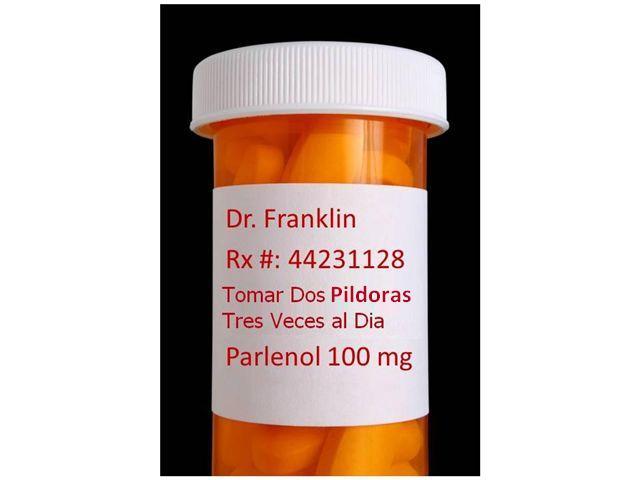 Dr. Franklin
Rx #: 44231128
Tomar Dos Pildoras
Tres Veces al Dia
Parlenol 100 mg